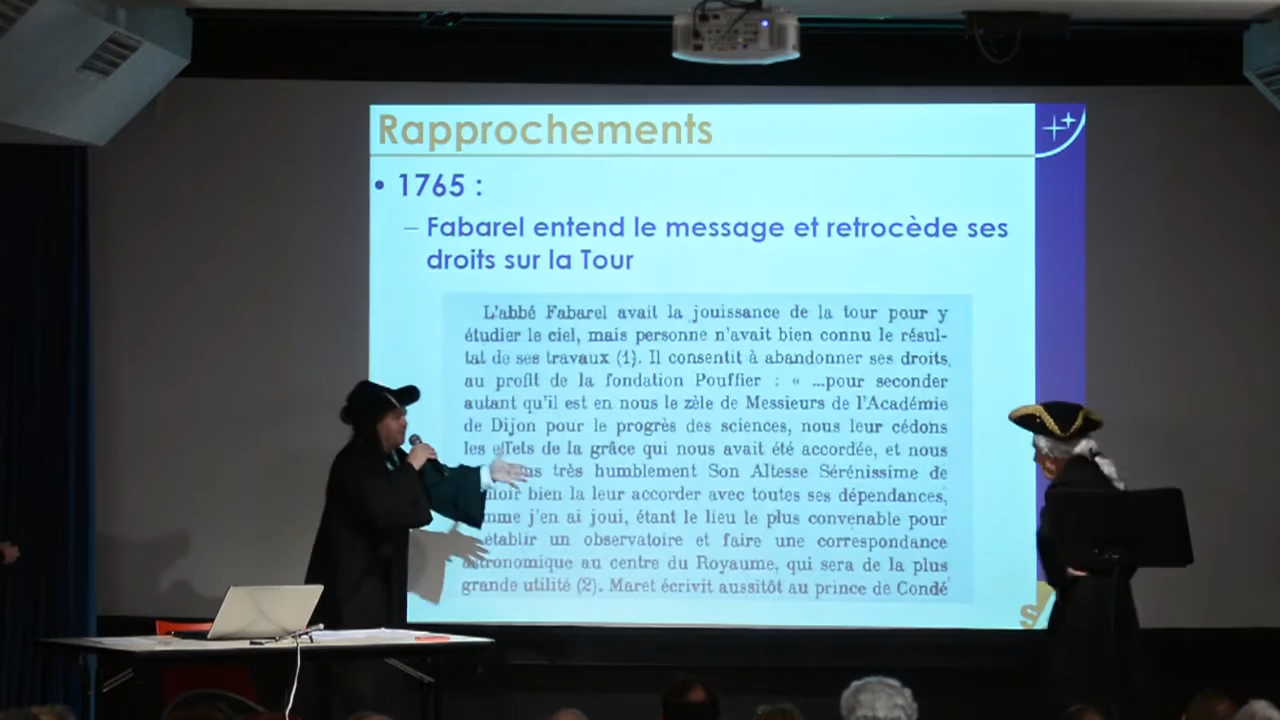 Rapprochements
• 1765 :
– Fabarel entend le message et retrocède ses
droits sur la Tour
L'abbé Fabarel avait la jouissance de la tour pour y
étudier le ciel, mais personne n'avait bien connu le résul-
tat de ses travaux (1). Il consentit à abandonner ses droits,
au profit de la fondation Pouffier : « ...pour seconder
autant qu'il est en nous le zèle de Messieurs de l'Académie
de Dijon pour le progrès des sciences, nous leur cédons
les effets de la grâce qui nous avait été accordée, et nous
très humblement Son Altesse Sérénissime de
bien la leur accorder avec toutes ses dépendances,
j'en ai joui, étant le lieu le plus convenable pour
établir un observatoire et faire une correspondance
astronomique au centre du Royaume, qui sera de la plus
grande utilité (2). Maret écrivit aussitôt au prince de Condé